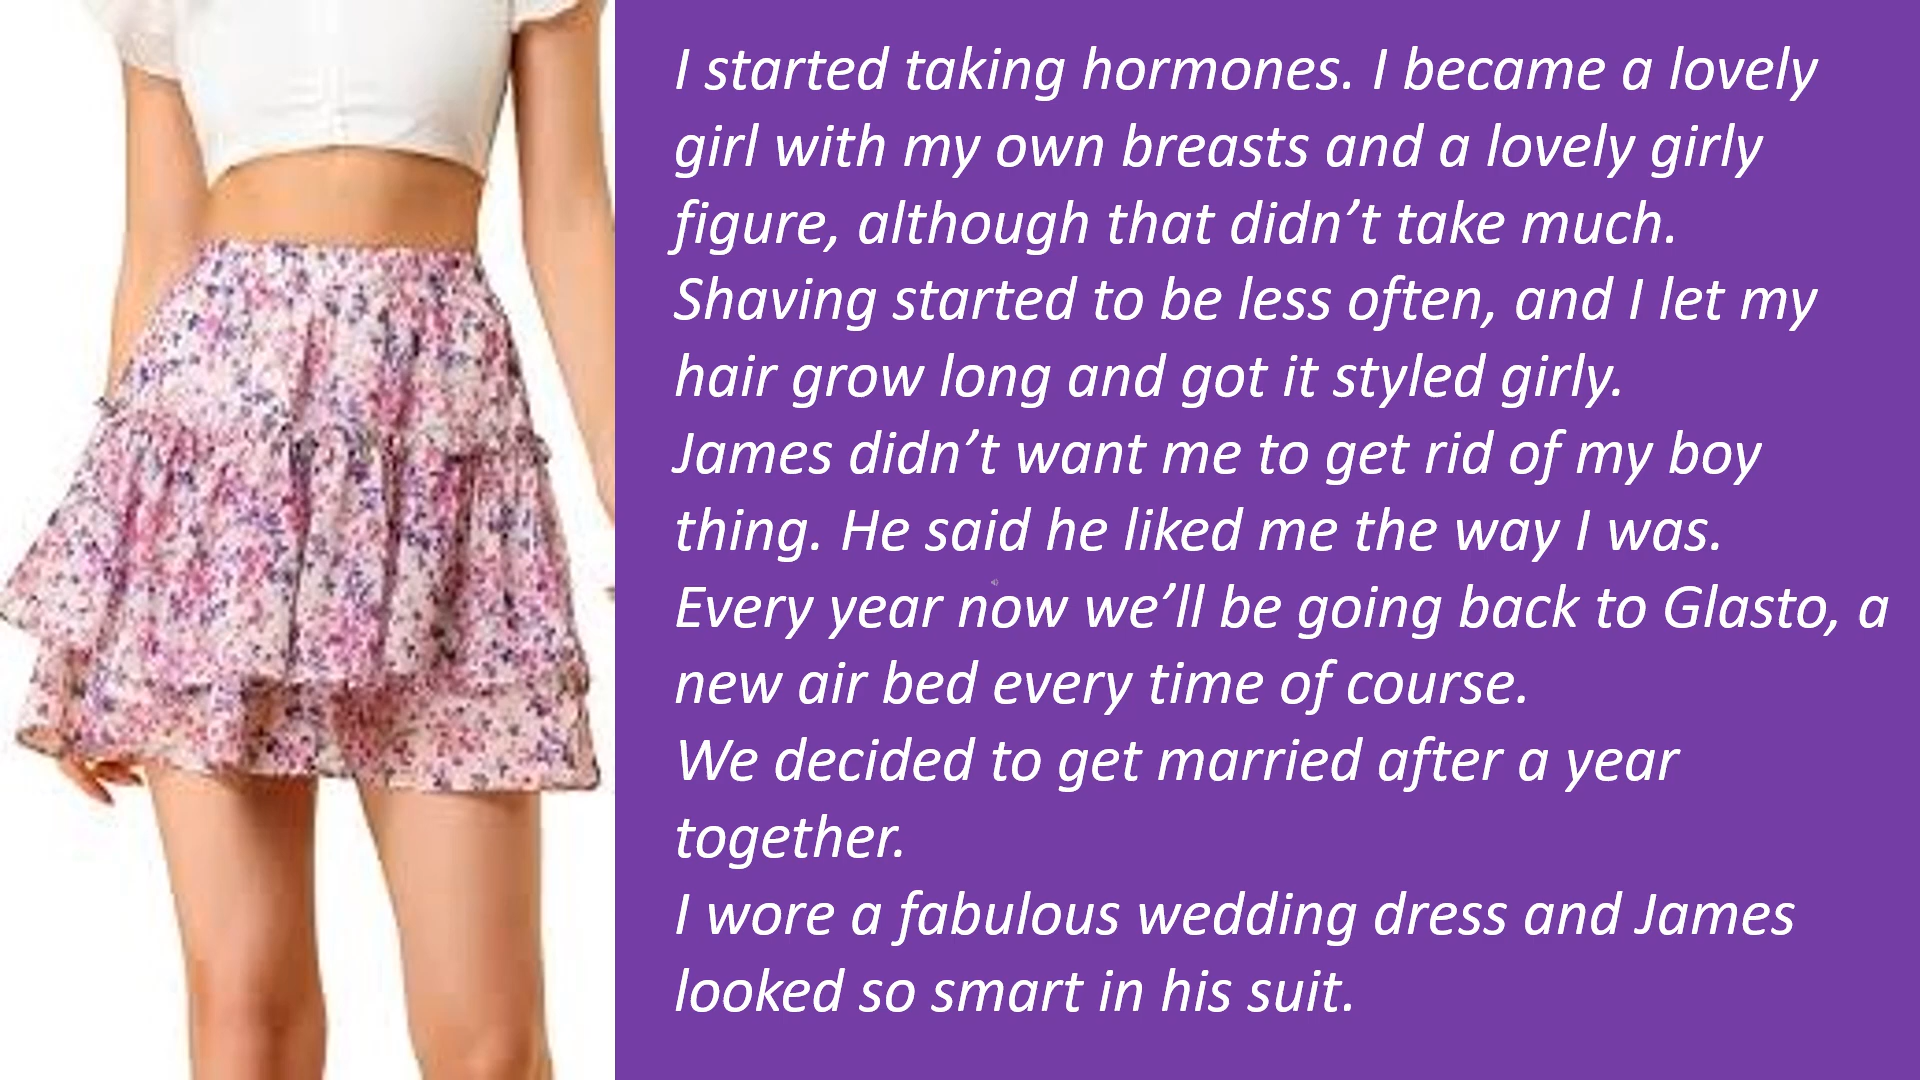 I started taking hormones. I became a lovely
girl with my own breasts and a lovely girly
figure, although that didn’t take much.
Shaving started to be less often, and I let my
hair grow long and got it styled girly.
James didn’t want me to get rid of my boy
thing. He said he liked me the way I was.
Every year now we’ll be going back to Glasto, a
new air bed every time of course.
We decided to get married after a year
together.
I wore a fabulous wedding dress and James
looked so smart in his suit.